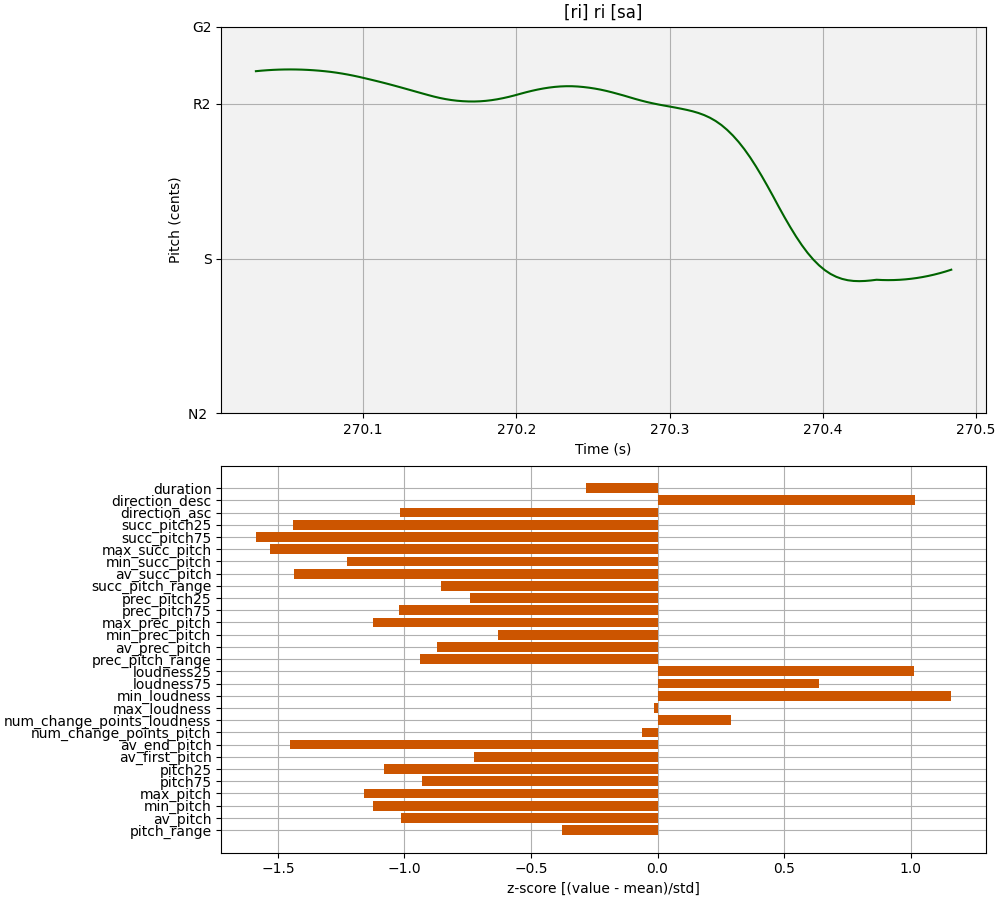 [ri] ri [sa]
G2
R2
S
N2
Pitch (cents)
270.1 270.2 270.3 270.4 270.5
Time (s)
duration
direction_desc
direction_asc
succ_pitch25
succ_pitch75
max_succ_pitch
min_succ_pitch
av_succ_pitch
succ_pitch_range
prec_pitch25
prec_pitch75
max_prec_pitch
min_prec_pitch
av_prec_pitch
prec_pitch_range
loudness25
loudness75
min_loudness
max_loudness
num_change_points_loudness
num_change_points_pitch
av_end_pitch
av_first_pitch
pitch25
pitch75
max_pitch
min_pitch
av_pitch
pitch_range
−1.5 −1.0 −0.5 0.0 0.5 1.0
z-score [(value - mean)/std]